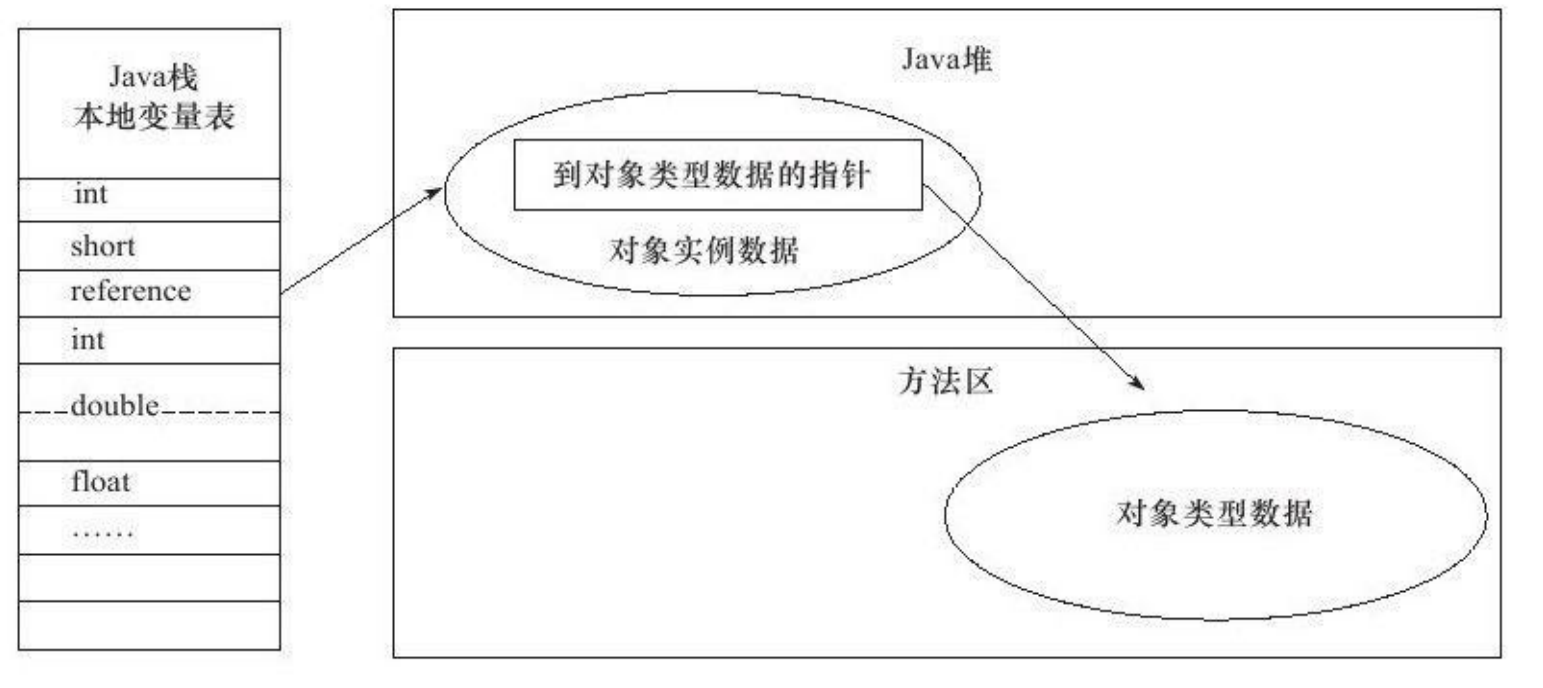 Java栈
本地变量表
int
short
reference
int
double
float
……
Java堆
到对象类型数据的指针
对象实例数据
方法区
对象类型数据